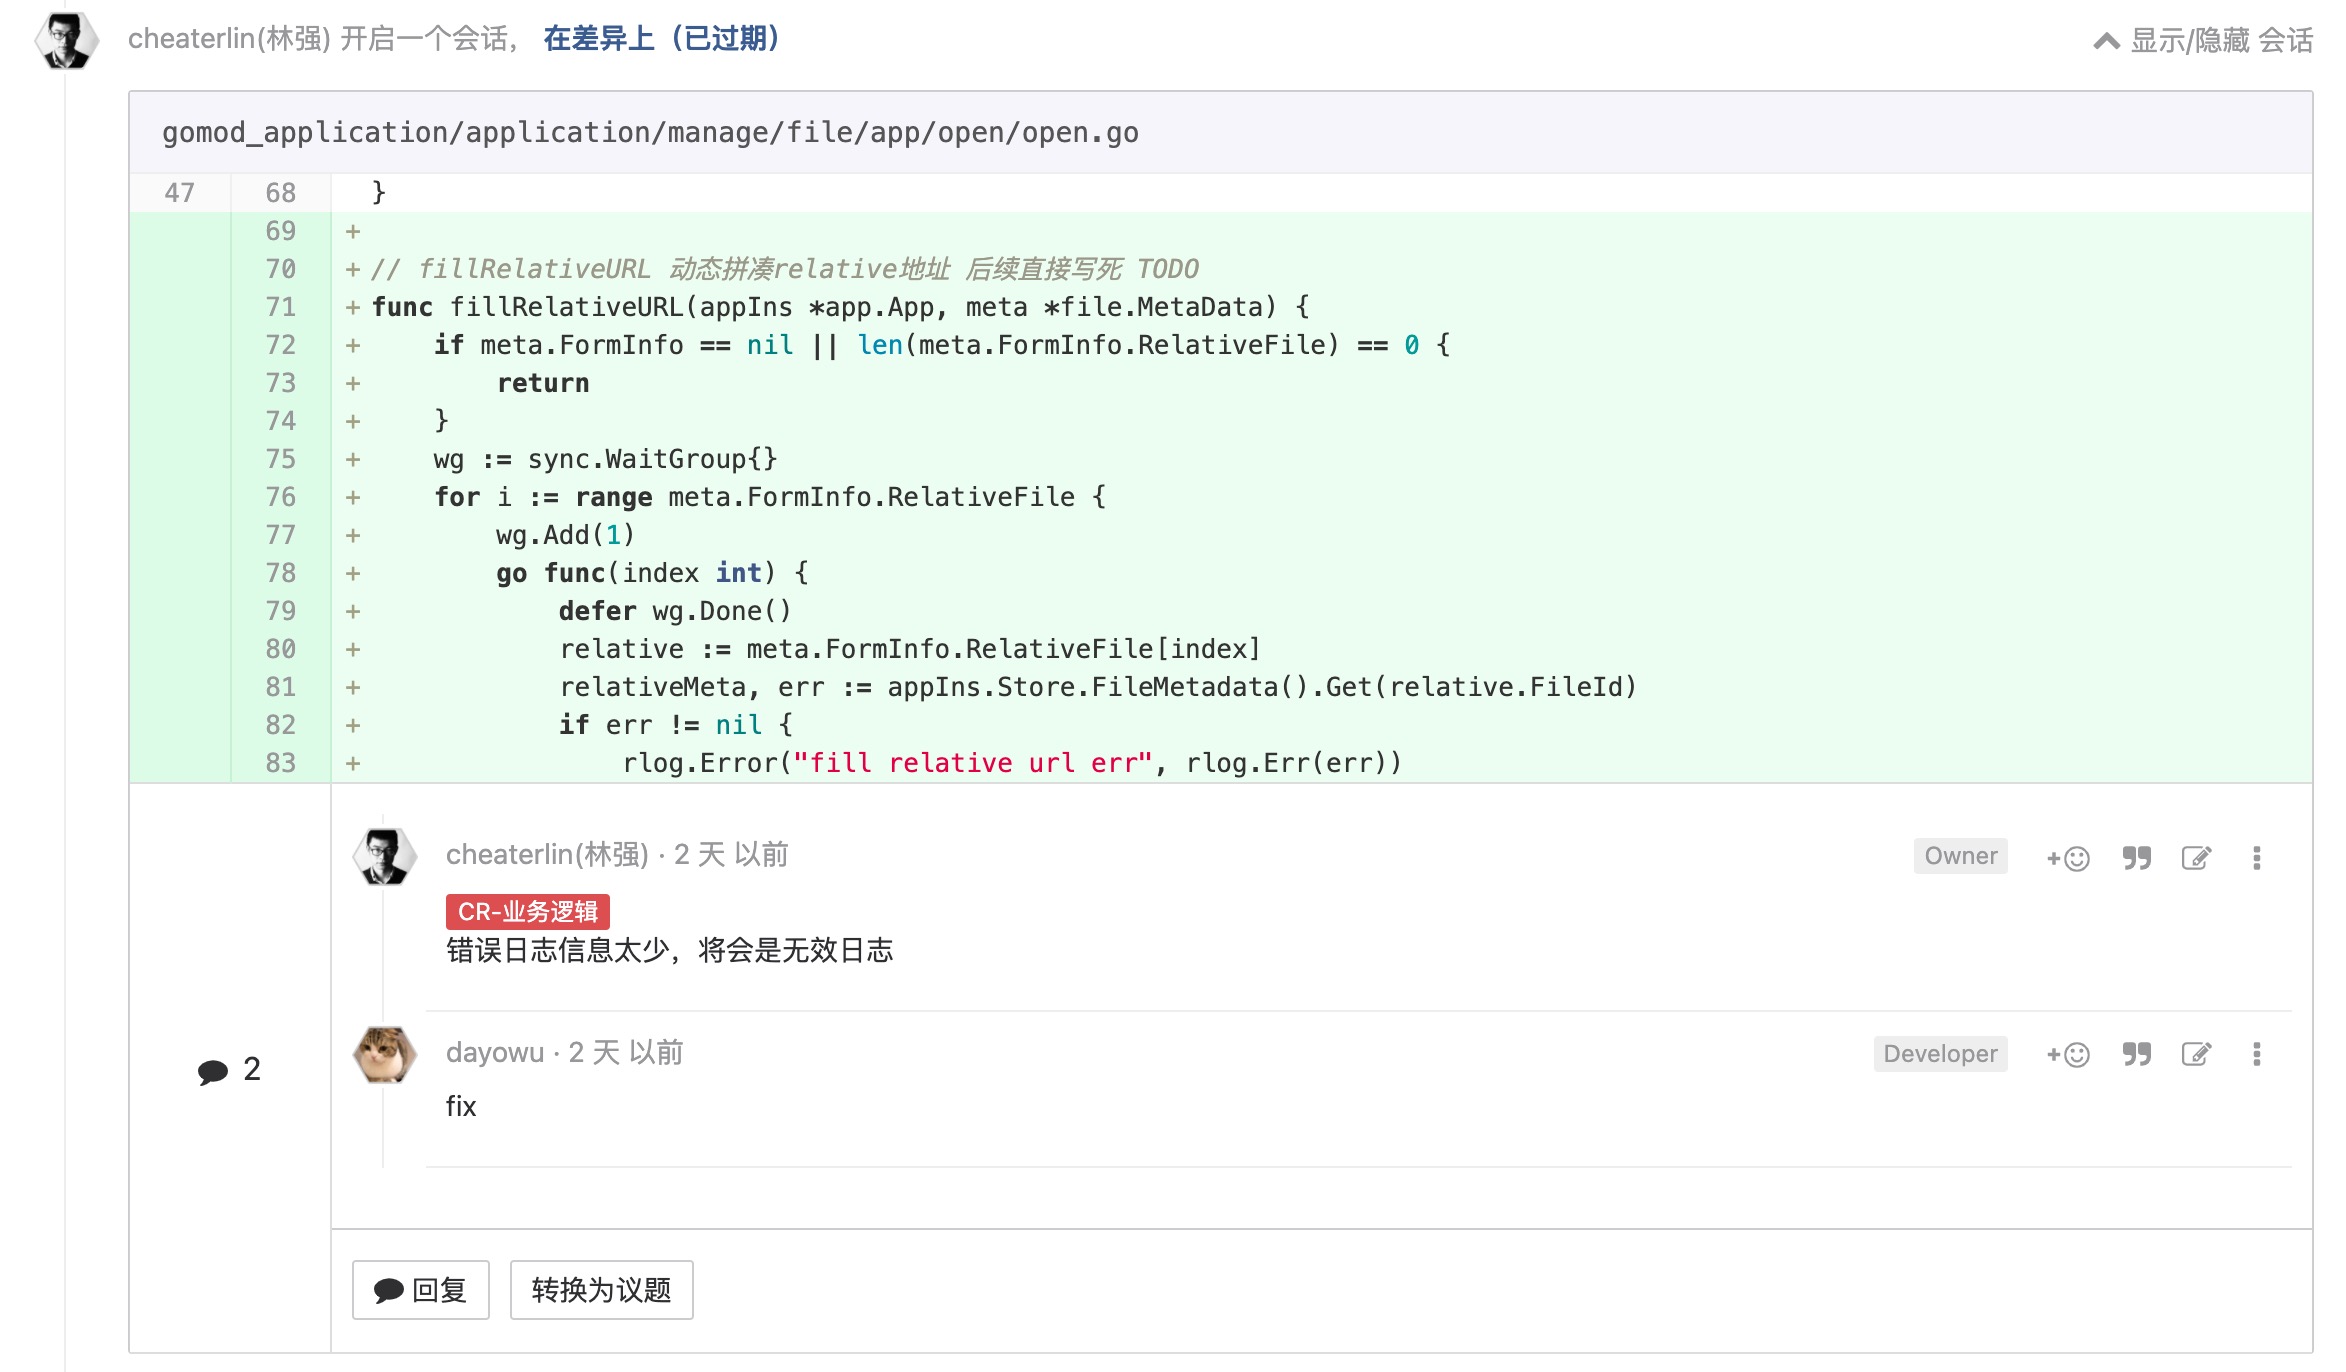 cheaterlin(林强) 开启一个会话， 在差异上（已过期）
显示/隐藏 会话
gomod_application/application/manage/file/app/open/open.go
47 68 }
69 +
70 + // fillRelativeURL 动态拼凑relative地址 后续直接写死 TODO
71 + func fillRelativeURL(appIns *app.App, meta *file.MetaData) {
72 +     if meta.FormInfo == nil || len(meta.FormInfo.RelativeFile) == 0 {
73 +         return
74 +     }
75 +     wg := sync.WaitGroup{}
76 +     for i := range meta.FormInfo.RelativeFile {
77 +         wg.Add(1)
78 +         go func(index int) {
79 +             defer wg.Done()
80 +             relative := meta.FormInfo.RelativeFile[index]
81 +             relativeMeta, err := appIns.Store.FileMetadata().Get(relative.FileId)
82 +             if err != nil {
83 +                 rlog.Error("fill relative url err", rlog.Err(err))
cheaterlin(林强) · 2 天 以前
Owner
CR-业务逻辑
错误日志信息太少，将会是无效日志
2
dayowu · 2 天 以前
Developer
fix
回复
转换为议题